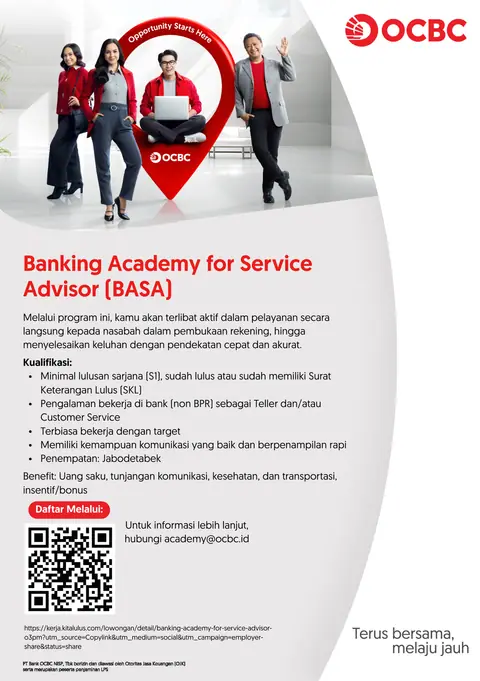 Opportunity Starts Here
OCBC
OCBC
Banking Academy for Service
Advisor (BASA)
Melalui program ini, kamu akan terlibat aktif dalam pelayanan secara
langsung kepada nasabah dalam pembukaan rekening, hingga
menyelesaikan keluhan dengan pendekatan cepat dan akurat.
Kualifikasi:
• Minimal lulusan sarjana (S1), sudah lulus atau sudah memiliki Surat
Keterangan Lulus (SKL)
• Pengalaman bekerja di bank (non BPR) sebagai Teller dan/atau
Customer Service
• Terbiasa bekerja dengan target
• Memiliki kemampuan komunikasi yang baik dan berpenampilan rapi
• Penempatan: Jabodetabek
Benefit: Uang saku, tunjangan komunikasi, kesehatan, dan transportasi,
insentif/bonus
Daftar Melalui:
Untuk informasi lebih lanjut,
hubungi academy@ocbc.id
https://kerja.kitalulus.com/lowongan/detail/banking-academy-for-service-advisor-
o3pm?utm_source=Copylink&utm_medium=social&utm_campaign=employer-
share&status=share
PT Bank OCBC NISP, Tbk berizin dan diawasi oleh Otoritas Jasa Keuangan (OJK)
serta merupakan peserta penjaminan LPS
Terus bersama,
melaju jauh